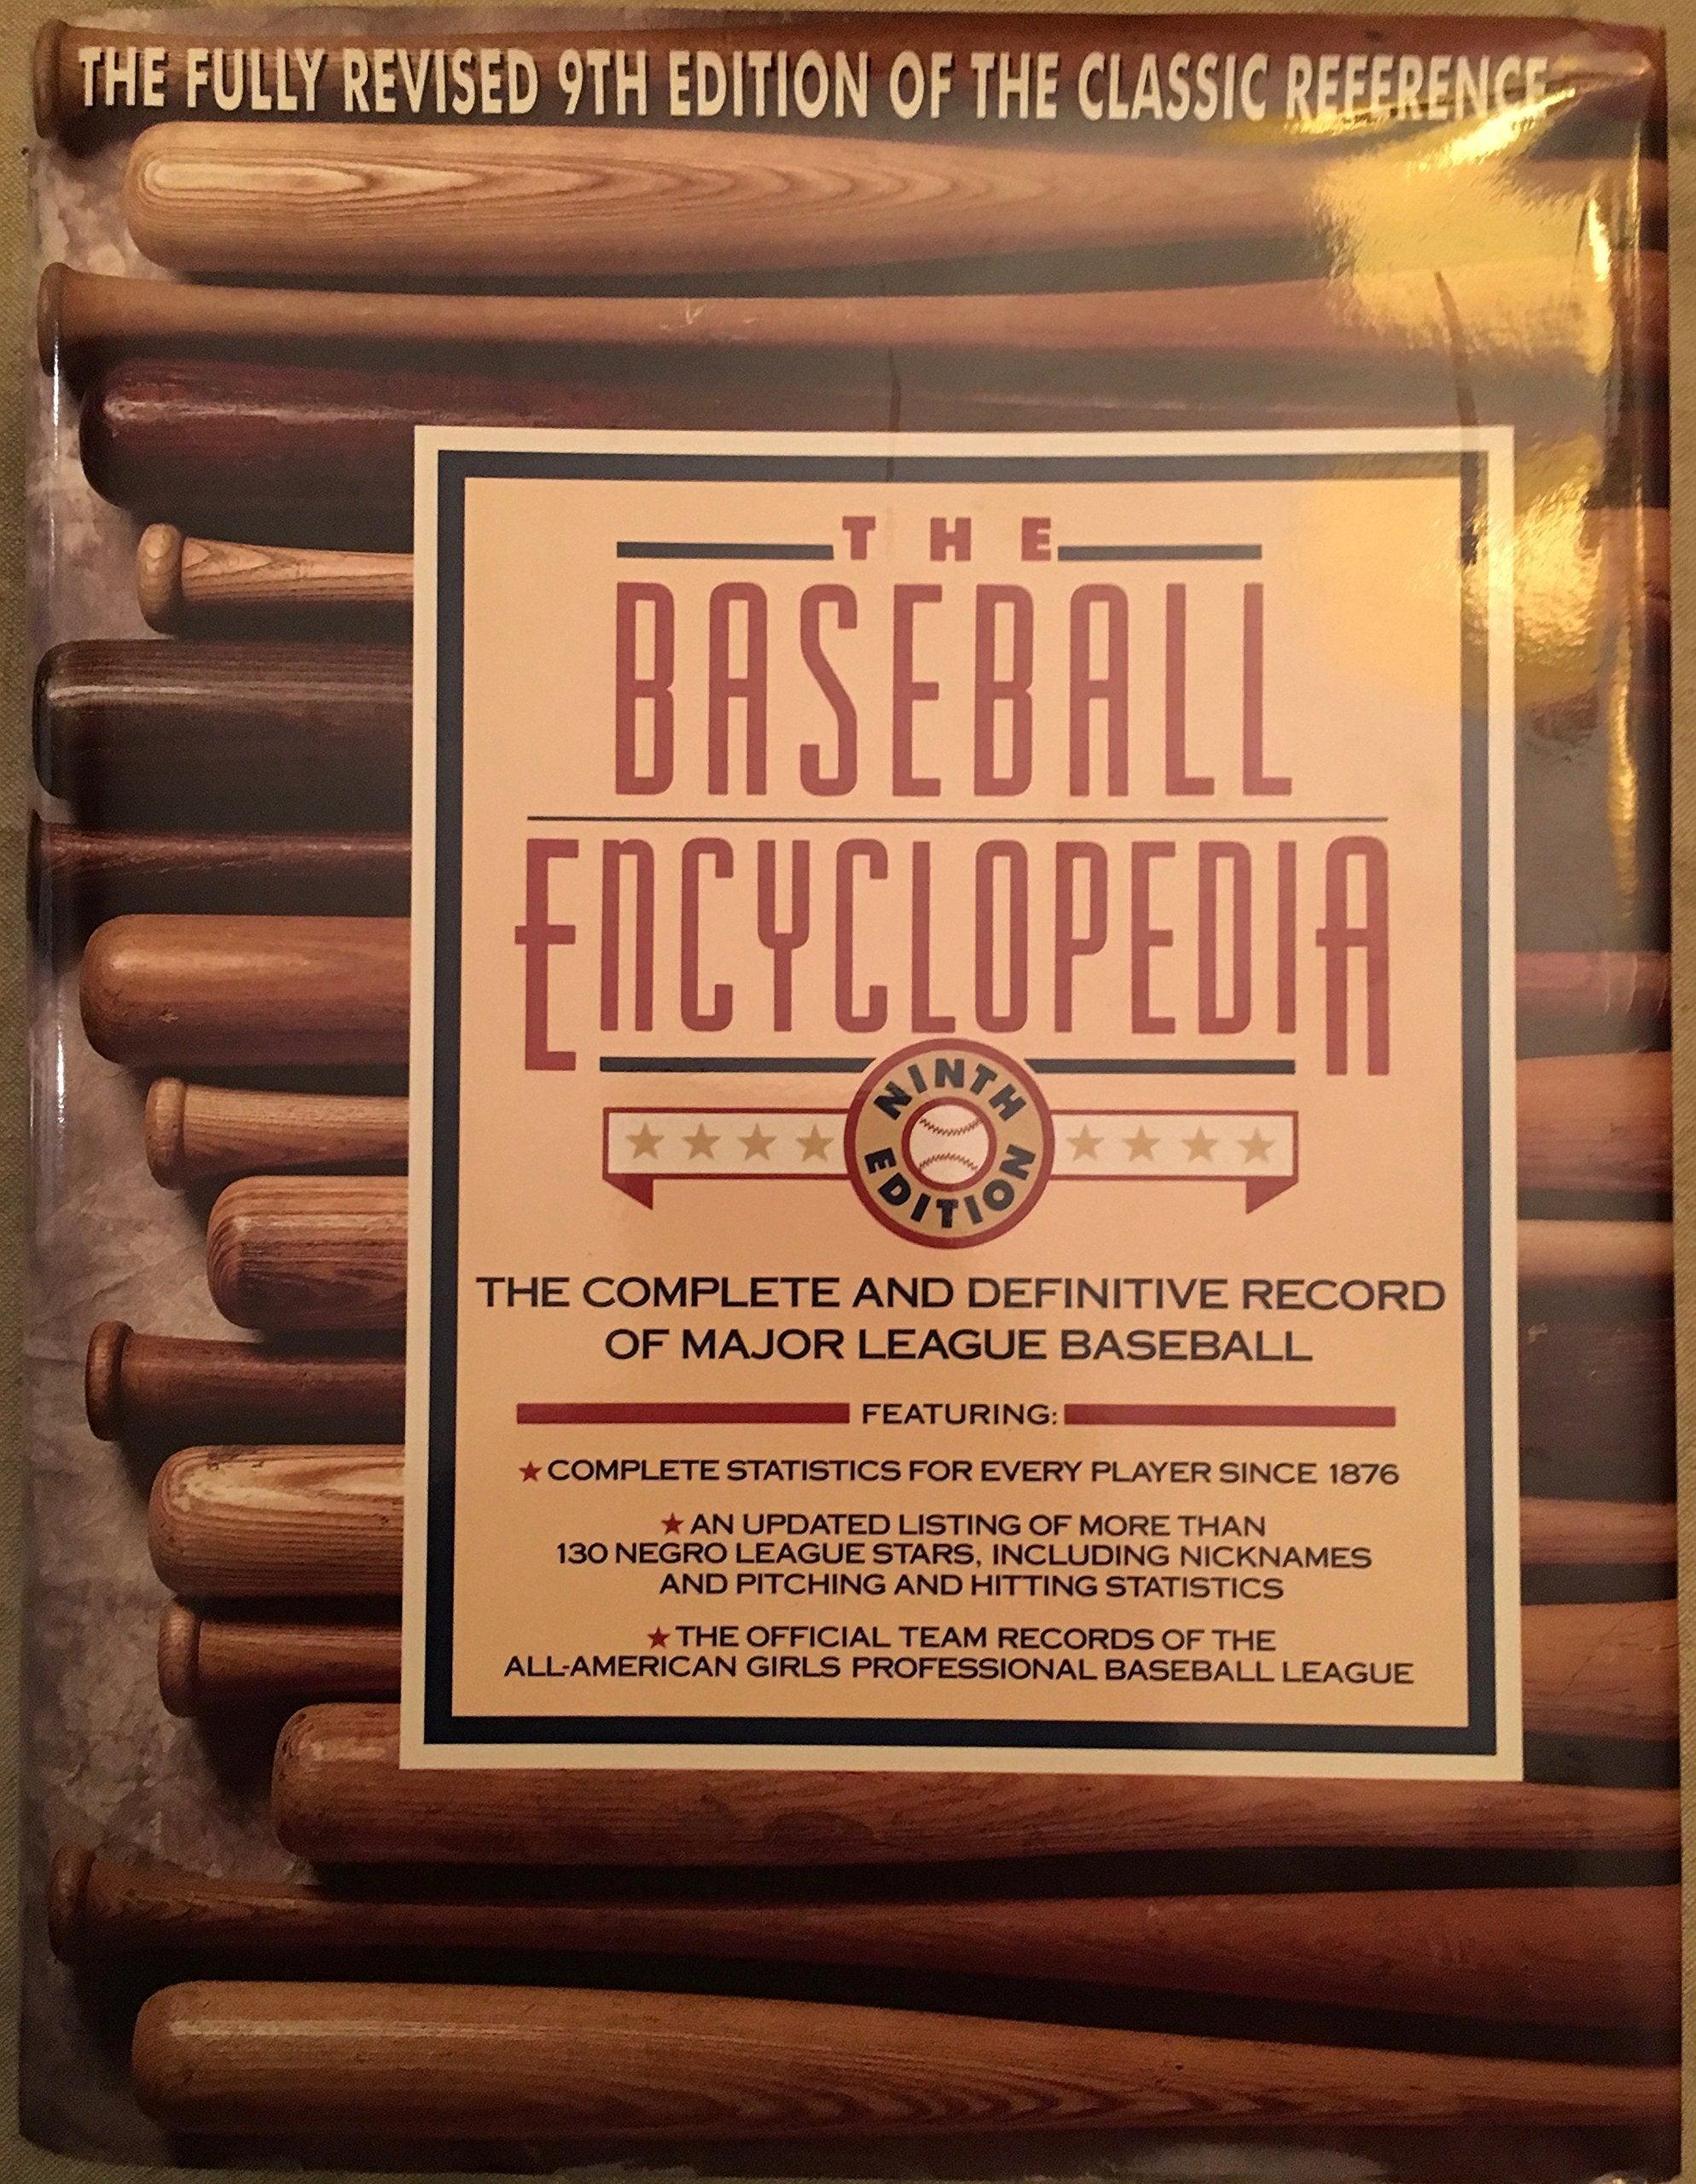 THE FULLY REVISED 9TH EDITION OF THE CLASSIC REFERENCE
THE
BASEBALL
ENCYCLOPEDIA
NINTH
EDITION
THE COMPLETE AND DEFINITIVE RECORD
OF MAJOR LEAGUE BASEBALL
FEATURING:
★COMPLETE STATISTICS FOR EVERY PLAYER SINCE 1876
★AN UPDATED LISTING OF MORE THAN
130 NEGRO LEAGUE STARS, INCLUDING NICKNAMES
AND PITCHING AND HITTING STATISTICS
★THE OFFICIAL TEAM RECORDS OF THE
ALL-AMERICAN GIRLS PROFESSIONAL BASEBALL LEAGUE